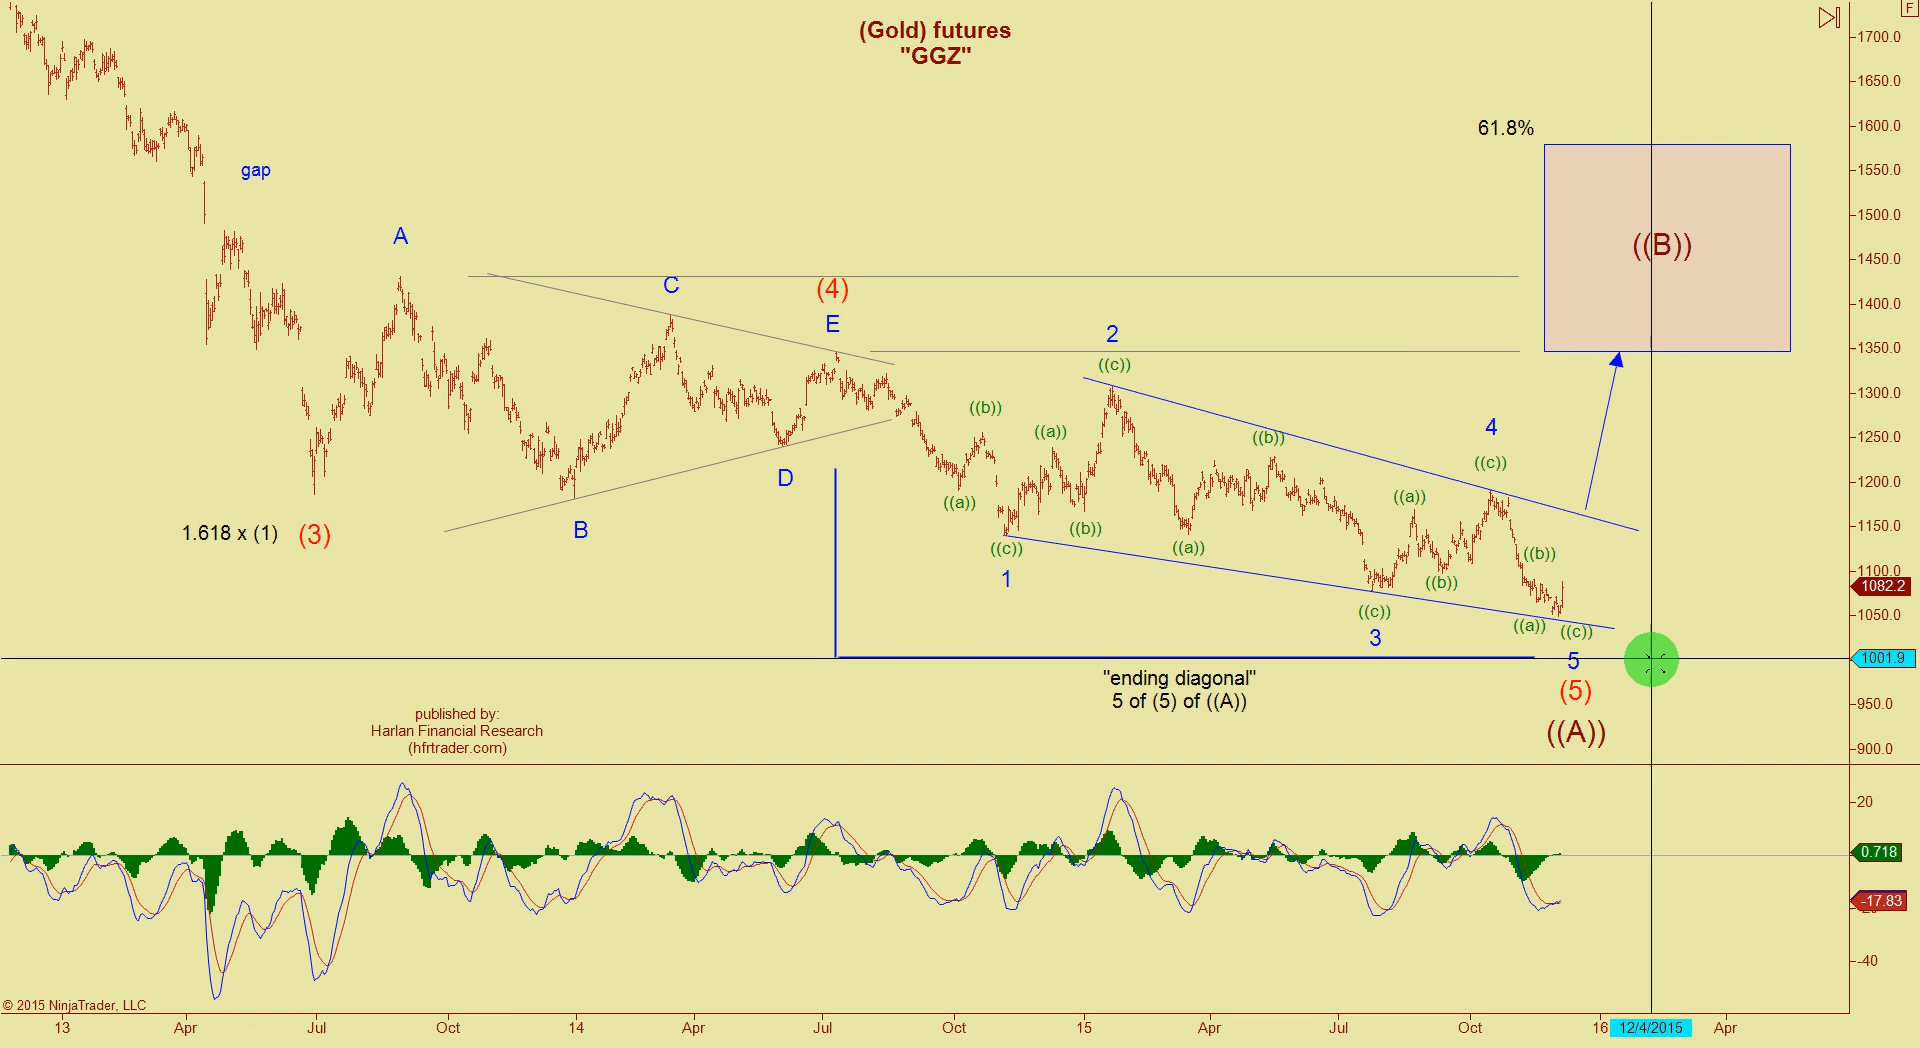 (Gold) futures
"GGZ"
F
1700.0
1650.0
61.8%
1600.0
gap
1550.0
1500.0
A
((B))
1450.0
C
(4)
1400.0
E
2
1350.0
((c))
((b))
1300.0
4
((a))
((b))
1250.0
((c))
D
1200.0
((a))
((a))
1.618 x (1)
(3)
B
((b))
1150.0
((c))
((a))
((b))
1
((b))
1100.0
1082.2
((c))
((a))
((c))
3
1050.0
5
1001.9
"ending diagonal"
5 of (5) of ((A))
(5)
950.0
published by:
Harlan Financial Research
(hfrtrader.com)
((A))
900.0
20
0.718
-17.83
-40
© 2015 NinjaTrader, LLC
13 Apr Jul Oct 14 Apr Jul Oct 15 Apr Jul Oct 16 12/4/2015 Apr